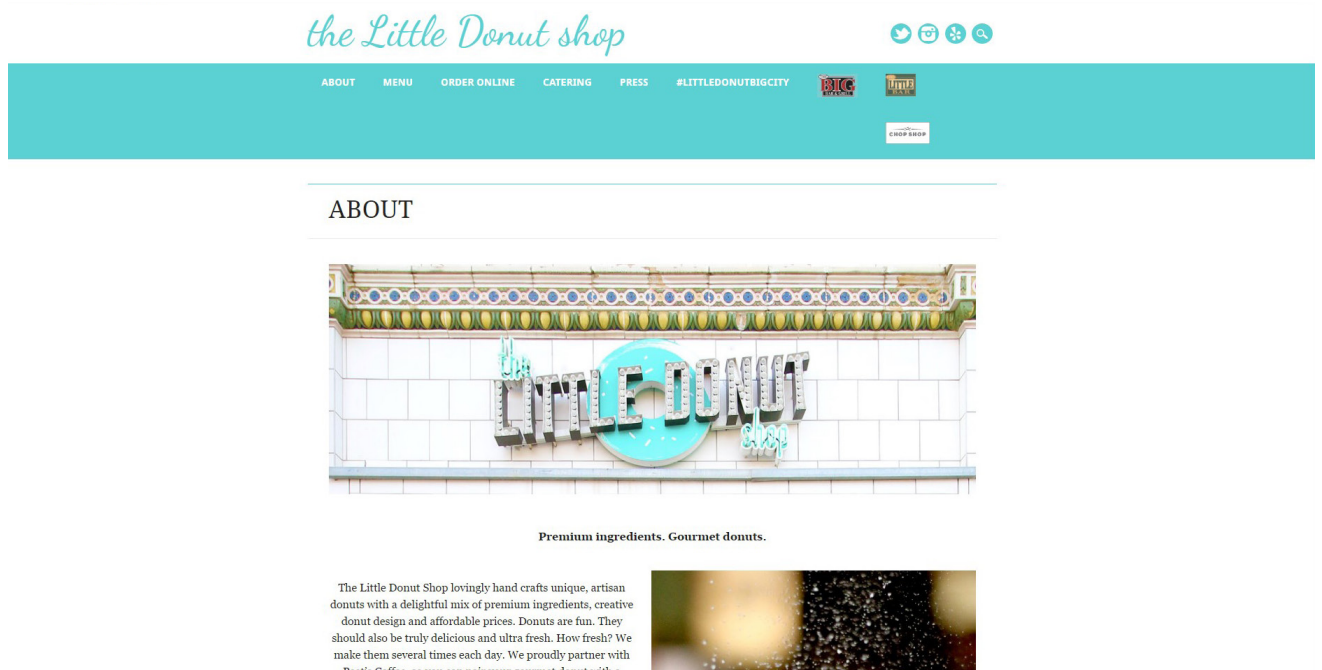 the Little Donut shop
ABOUT MENU ORDER ONLINE CATERING PRESS #LITTLEDONUTBIGCITY BIG LITTLE
BAR
CHOP SHOP
ABOUT
the
LITTLE DONUT
shop
Premium ingredients. Gourmet donuts.
The Little Donut Shop lovingly hand crafts unique, artisan
donuts with a delightful mix of premium ingredients, creative
donut design and affordable prices. Donuts are fun. They
should also be truly delicious and ultra fresh. How fresh? We
make them several times each day. We proudly partner with